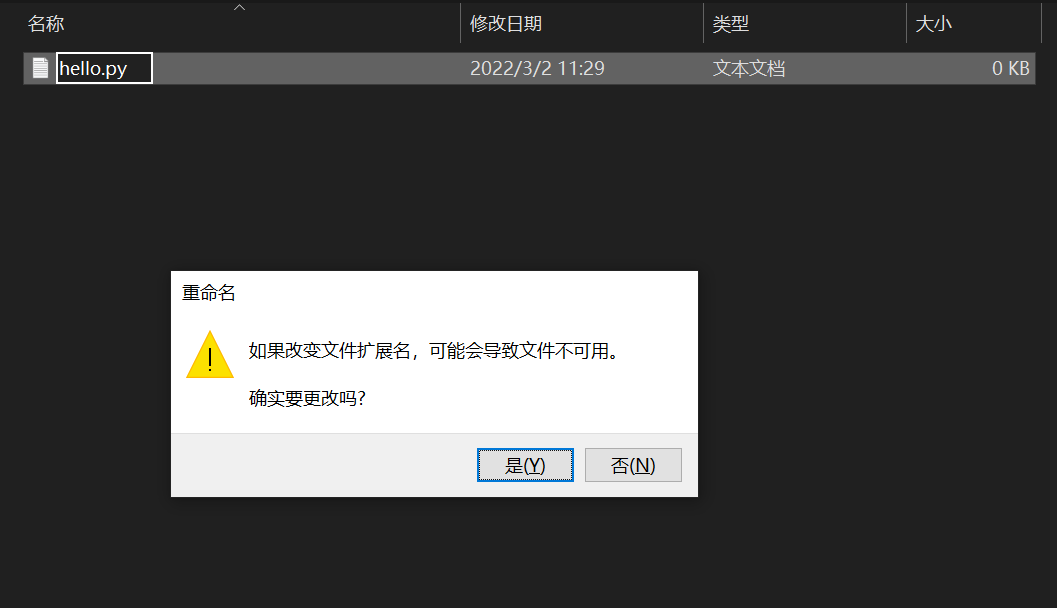 名称 修改日期 类型 大小
hello.py 2022/3/2 11:29 文本文档 0 KB
重命名
如果改变文件扩展名，可能会导致文件不可用。
确实要更改吗?
是(Y) 否(N)